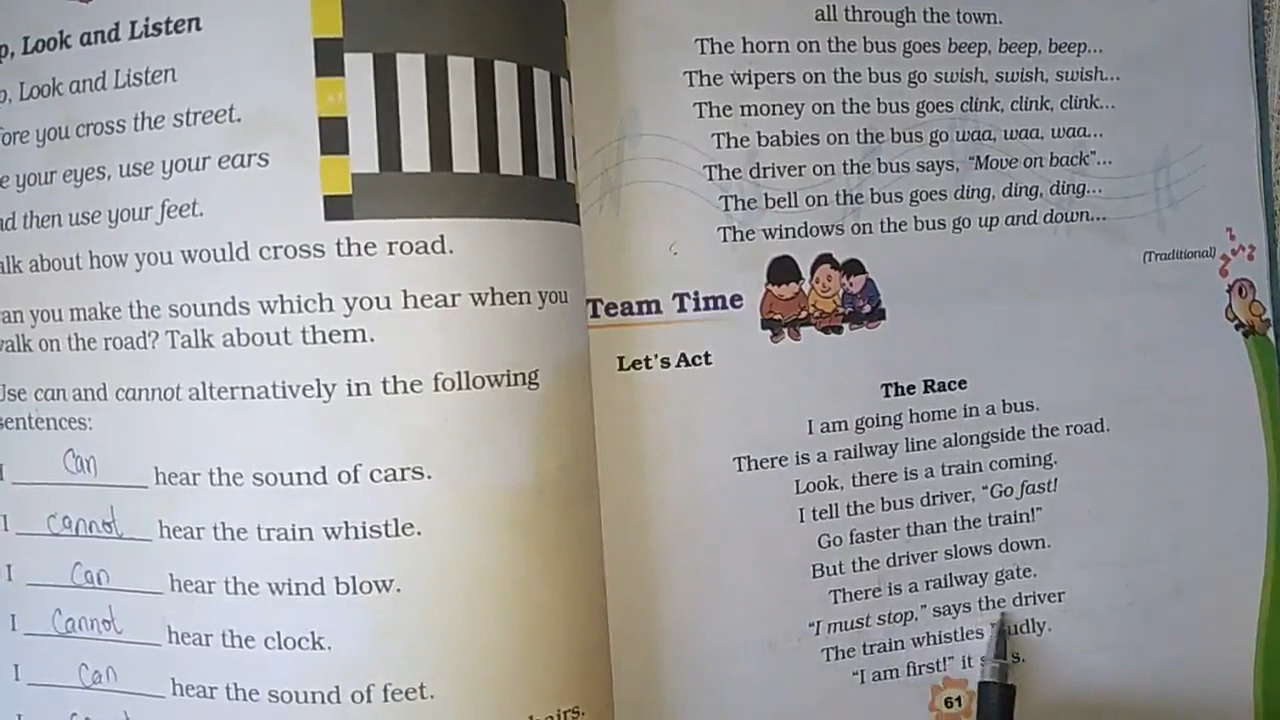 Look and Listen
Look and Listen
you cross the street.
your eyes, use your ears
then use your feet.
about how you would cross the road.
you make the sounds which you hear when you
on the road? Talk about them.
can and cannot alternatively in the following
I Can hear the sound of cars.
I cannot hear the train whistle.
I Can hear the wind blow.
I Cannot hear the clock.
I Can hear the sound of feet.
I
all through the town.
The horn on the bus goes beep, beep, beep...
The wipers on the bus go swish, swish, swish...
The money on the bus goes clink, clink, clink...
The babies on the bus go waa, waa, waa...
The driver on the bus says, “Move on back”...
The bell on the bus goes ding, ding, ding...
The windows on the bus go up and down...
(Traditional)
Team Time
Let's Act
The Race
I am going home in a bus.
There is a railway line alongside the road.
Look, there is a train coming.
I tell the bus driver, “Go fast!
Go faster than the train!”
But the driver slows down.
There is a railway gate.
“I must stop,” says the driver
The train whistles
“I am first!” it
61